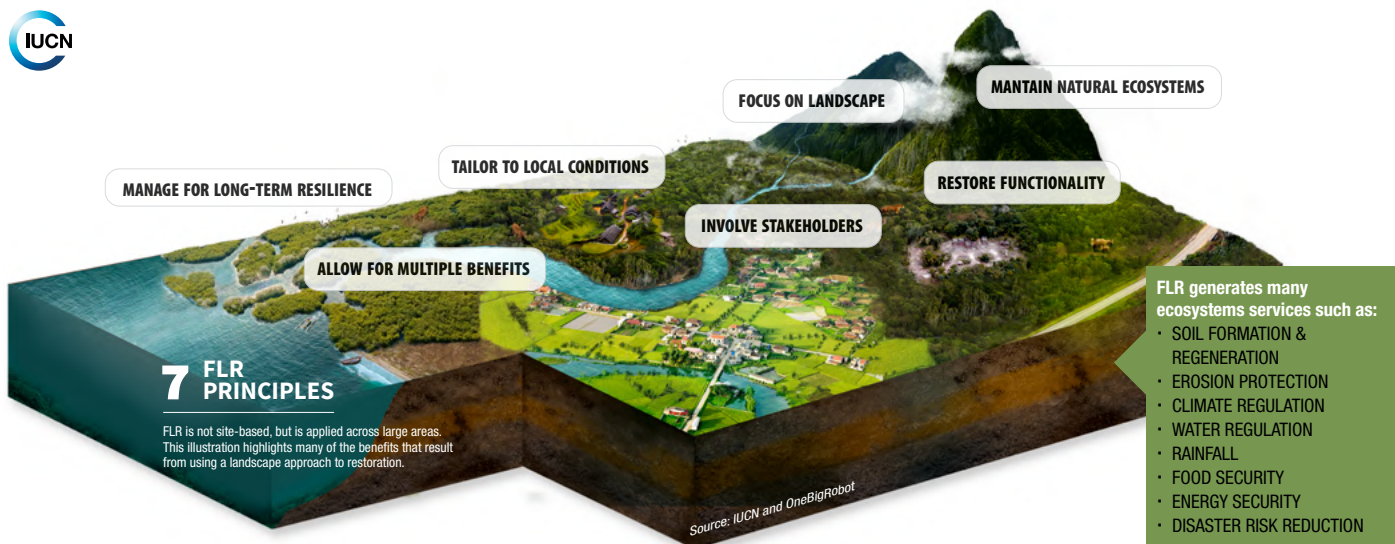 IUCN
FOCUS ON LANDSCAPE
MANTAIN NATURAL ECOSYSTEMS
TAILOR TO LOCAL CONDITIONS
MANAGE FOR LONG-TERM RESILIENCE
RESTORE FUNCTIONALITY
INVOLVE STAKEHOLDERS
ALLOW FOR MULTIPLE BENEFITS
7 FLR
PRINCIPLES
FLR is not site-based, but is applied across large areas.
This illustration highlights many of the benefits that result
from using a landscape approach to restoration.
Source: IUCN and OneBigRobot
FLR generates many
ecosystems services such as:
· SOIL FORMATION &
REGENERATION
· EROSION PROTECTION
· CLIMATE REGULATION
· WATER REGULATION
· RAINFALL
· FOOD SECURITY
· ENERGY SECURITY
· DISASTER RISK REDUCTION